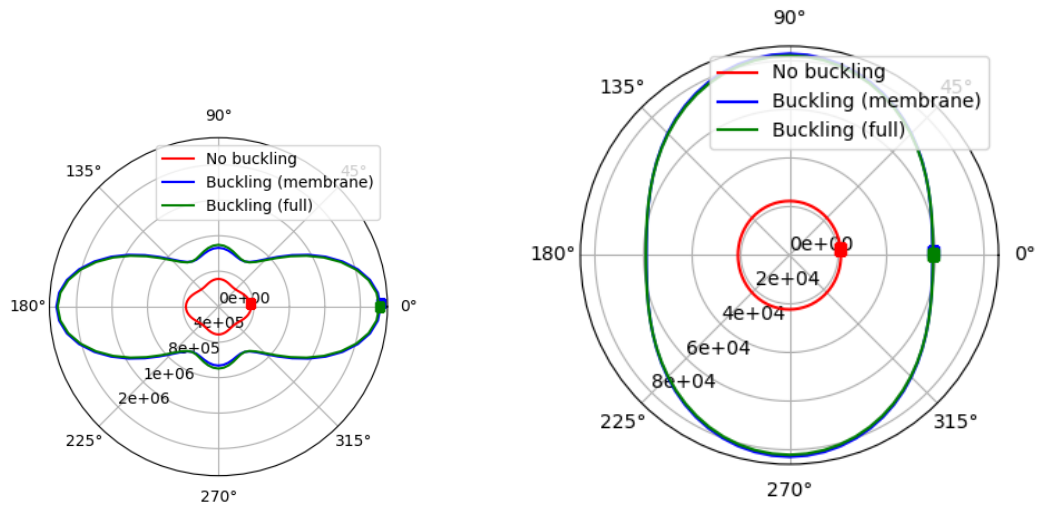 90°
45°
135°
No buckling
Buckling (membrane)
Buckling (full)
180°
0e+00
0°
4e+05
8e+05
1e+06
2e+06
225°
315°
270°
90°
45°
135°
No buckling
Buckling (membrane)
Buckling (full)
180°
0e+00
0°
2e+04
4e+04
6e+04
8e+04
225°
315°
270°